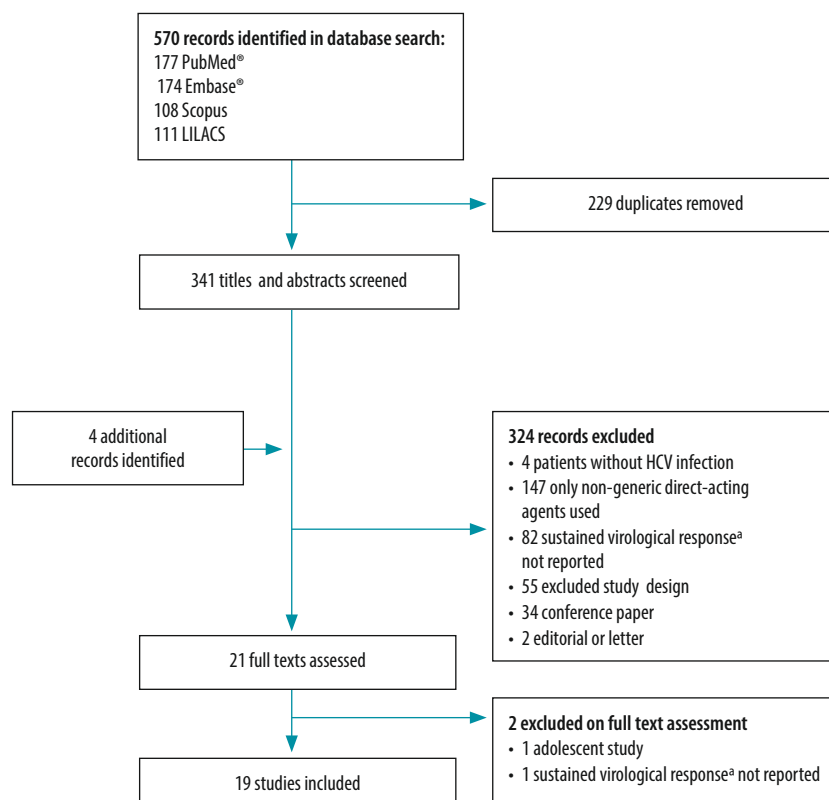 570 records identified in database search:
177 PubMed®
174 Embase®
108 Scopus
111 LILACS
229 duplicates removed
341 titles and abstracts screened
4 additional
records identified
324 records excluded
• 4 patients without HCV infection
• 147 only non-generic direct-acting
agents used
• 82 sustained virological responseᵃ
not reported
• 55 excluded study design
• 34 conference paper
• 2 editorial or letter
21 full texts assessed
2 excluded on full text assessment
• 1 adolescent study
• 1 sustained virological responseᵃ not reported
19 studies included